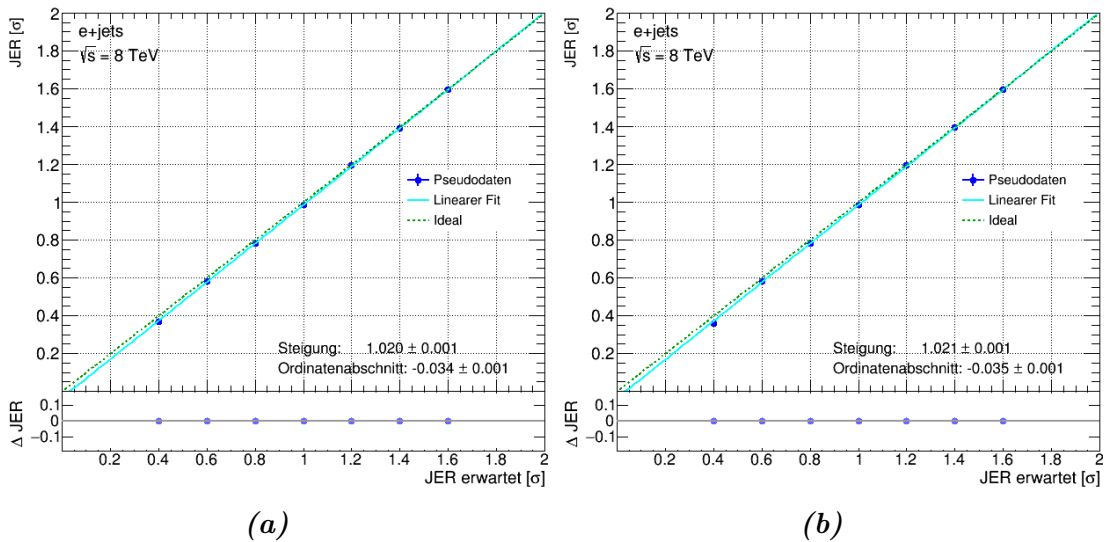 JER [σ]
2
1.8
1.6
1.4
1.2
1
0.8
0.6
0.4
0.2
e+jets
√s = 8 TeV
Pseudodaten
Linearer Fit
Ideal
Steigung: 1.020 ± 0.001
Ordinatenabschnitt: -0.034 ± 0.001
Δ JER
0.1
0
−0.1
0.2 0.4 0.6 0.8 1 1.2 1.4 1.6 1.8 2
JER erwartet [σ]
(a)
JER [σ]
2
1.8
1.6
1.4
1.2
1
0.8
0.6
0.4
0.2
e+jets
√s = 8 TeV
Pseudodaten
Linearer Fit
Ideal
Steigung: 1.021 ± 0.001
Ordinatenabschnitt: -0.035 ± 0.001
Δ JER
0.1
0
−0.1
0.2 0.4 0.6 0.8 1 1.2 1.4 1.6 1.8 2
JER erwartet [σ]
(b)